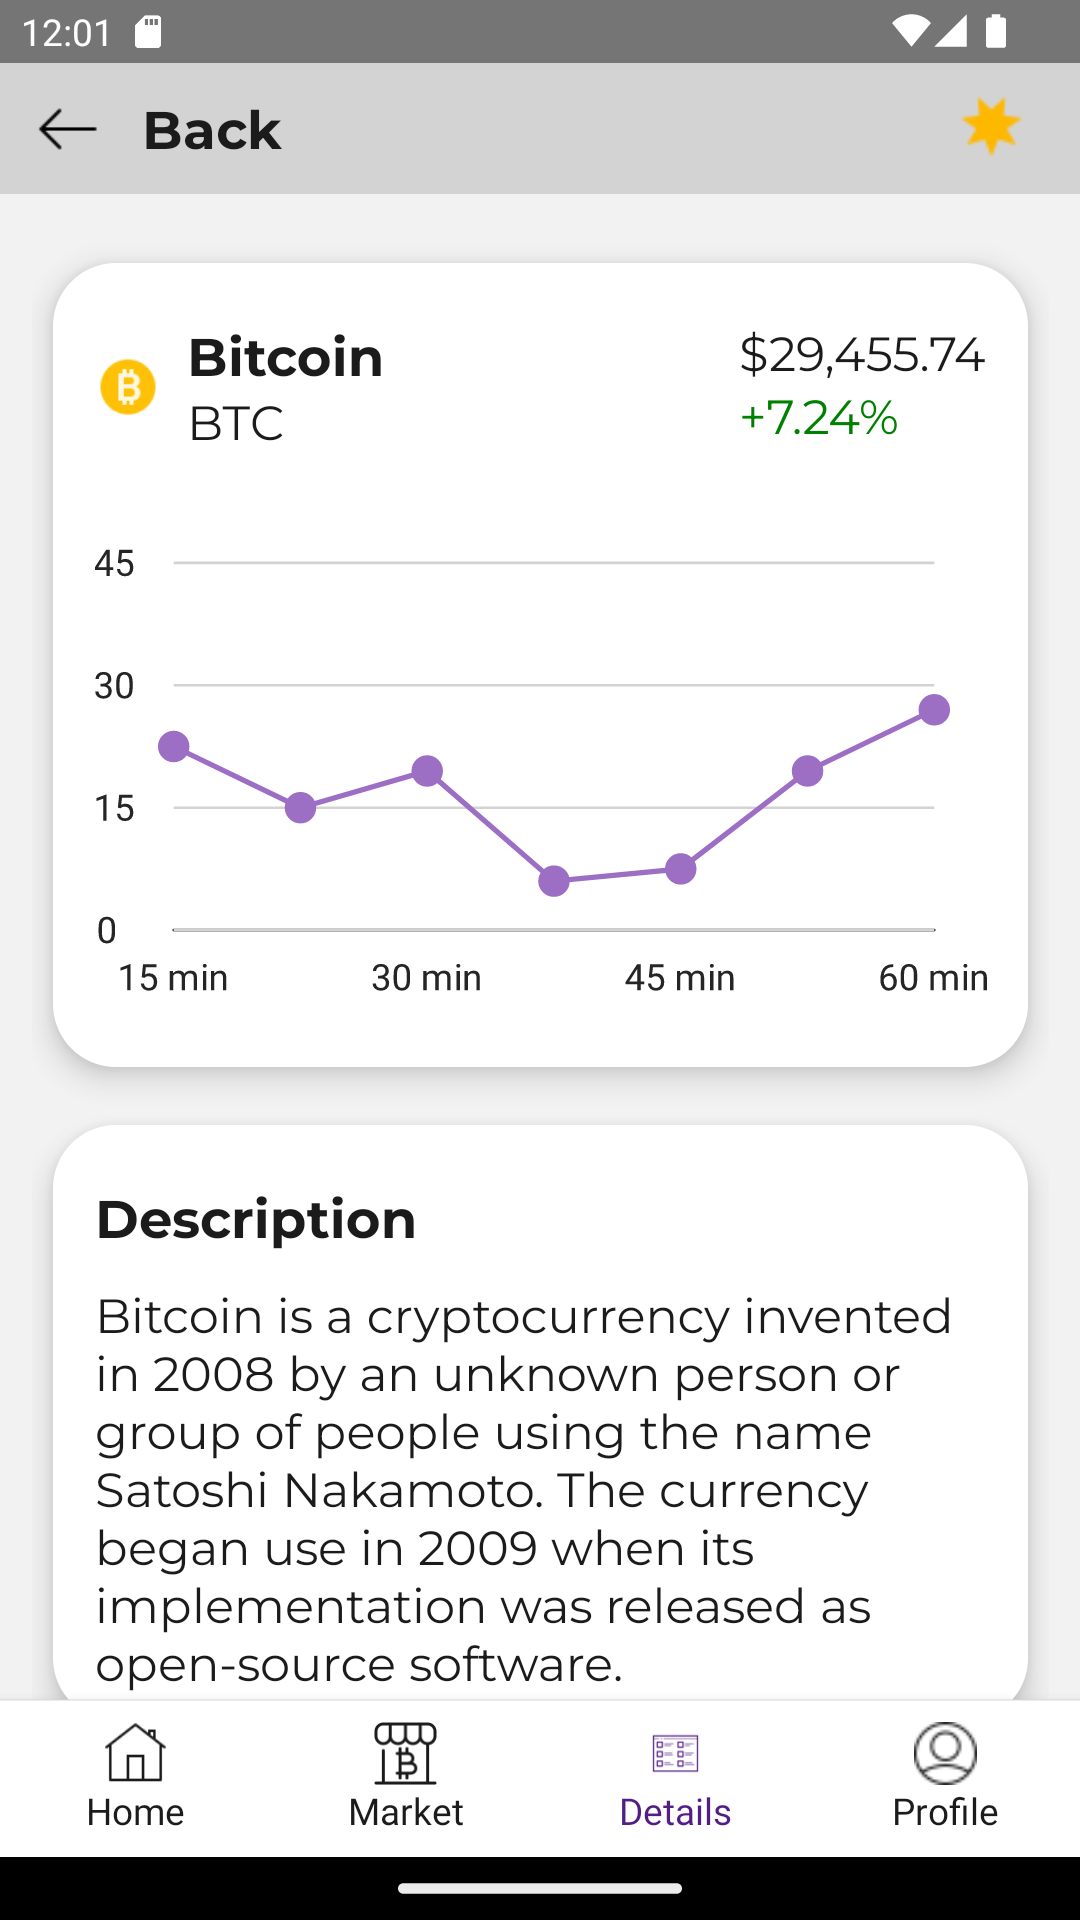 12:01
Back
Bitcoin
BTC
$29,455.74
+7.24%
45
30
15
0
15 min 30 min 45 min 60 min
Description
Bitcoin is a cryptocurrency invented
in 2008 by an unknown person or
group of people using the name
Satoshi Nakamoto. The currency
began use in 2009 when its
implementation was released as
open-source software.
Home Market Details Profile